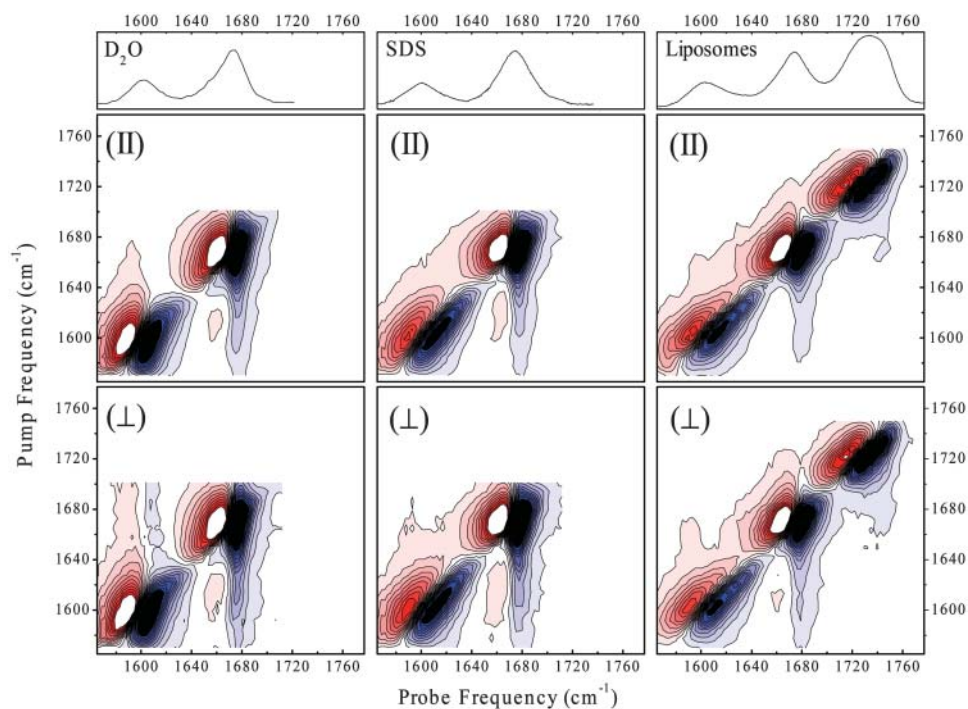 1600 1640 1680 1720 1600 1640 1680 1720 1600 1640 1680 1720 1760
D₂O SDS Liposomes
1760 (II) (II) (II) 1760
1720 1720
1680 1680
1640 1640
1600 1600
1760 (⊥) (⊥) (⊥) 1760
1720 1720
1680 1680
1640 1640
1600 1600
1600 1640 1680 1720 1760 1600 1640 1680 1720 1760 1600 1640 1680 1720 1760
Pump Frequency (cm⁻¹)
Probe Frequency (cm⁻¹)